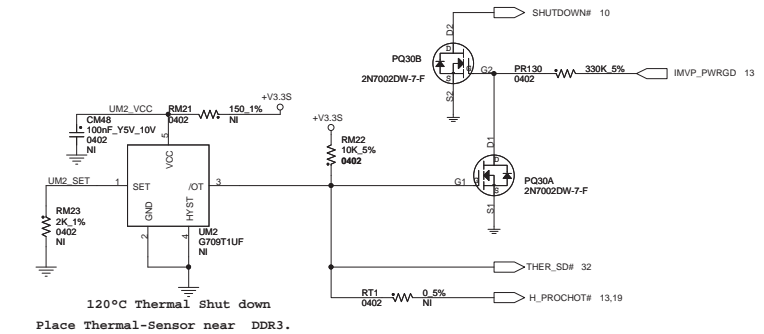 SHUTDOWN# 10
D2
D
PQ30B
2N7002DW-7-F
G
G2
S
S2
PR130
0402
330K_5%
IMVP_PWRGD 13
UM2_VCC
RM21
0402
150_1%
NI
+V3.3S
CM48
100nF_Y5V_10V
0402
NI
+V3.3S
RM22
10K_5%
0402
D1
D
5
VCC
UM2_SET
1
SET
/OT
3
G1
G
PQ30A
2N7002DW-7-F
S
S1
RM23
2K_1%
0402
NI
GND
HYST
2
4
UM2
G709T1UF
NI
THER_SD# 32
RT1
0402
0_5%
NI
H_PROCHOT# 13,19
120°C Thermal Shut down
Place Thermal-Sensor near DDR3.